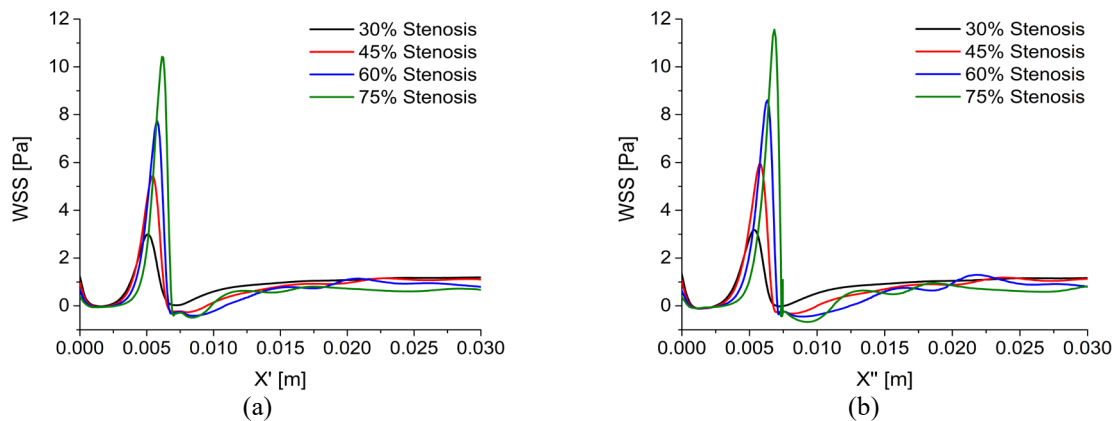 12
10
8
6
4
2
0
WSS [Pa]
30% Stenosis
45% Stenosis
60% Stenosis
75% Stenosis
0.000 0.005 0.010 0.015 0.020 0.025 0.030
X' [m]
(a)
12
10
8
6
4
2
0
WSS [Pa]
30% Stenosis
45% Stenosis
60% Stenosis
75% Stenosis
0.000 0.005 0.010 0.015 0.020 0.025 0.030
X" [m]
(b)